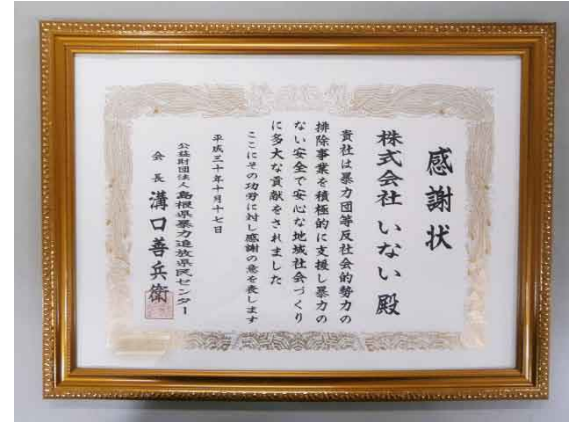 感謝状
株式会社 いない 殿
貴社は暴力団等反社会的勢力の
排除事業を積極的に支援し暴力の
ない安全で安心な地域社会づくり
に多大な貢献をされました
ここにその功労に対し感謝の意を表します
平成三十年十月十七日
公益財団法人 島根県暴力追放県民センター
会長 溝口善兵衛